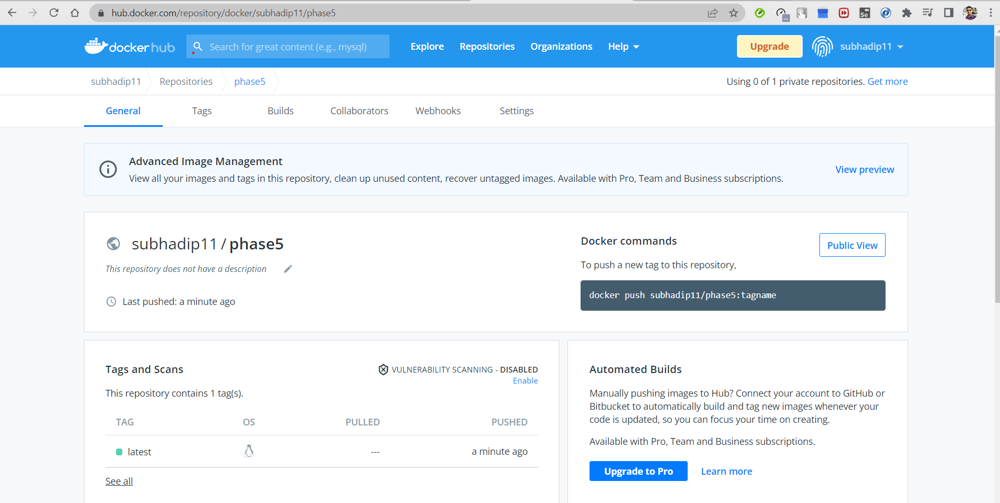 hub.docker.com/repository/docker/subhadip11/phase5
docker hub
Search for great content (e.g., mysql)
Explore
Repositories
Organizations
Help
Upgrade
subhadip11
subhadip11
Repositories
phase5
Using 0 of 1 private repositories. Get more
General
Tags
Builds
Collaborators
Webhooks
Settings
Advanced Image Management
View all your images and tags in this repository, clean up unused content, recover untagged images. Available with Pro, Team and Business subscriptions.
View preview
subhadip11 / phase5
This repository does not have a description
Last pushed: a minute ago
Docker commands
Public View
To push a new tag to this repository,
docker push subhadip11/phase5:tagname
Tags and Scans
VULNERABILITY SCANNING - DISABLED
Enable
This repository contains 1 tag(s).
TAG OS PULLED PUSHED
latest --- a minute ago
See all
Automated Builds
Manually pushing images to Hub? Connect your account to GitHub or
Bitbucket to automatically build and tag new images whenever your
code is updated, so you can focus your time on creating.
Available with Pro, Team and Business subscriptions.
Upgrade to Pro
Learn more
Se